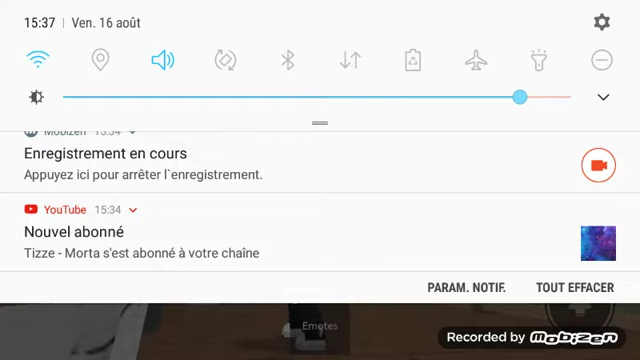 15:37 | Ven. 16 août
Mobizen 15:34
Enregistrement en cours
Appuyez ici pour arrêter l`enregistrement.
YouTube 15:34
Nouvel abonné
Tizze - Morta s'est abonné à votre chaîne
PARAM. NOTIF. TOUT EFFACER
Emotes
Recorded by mobizen